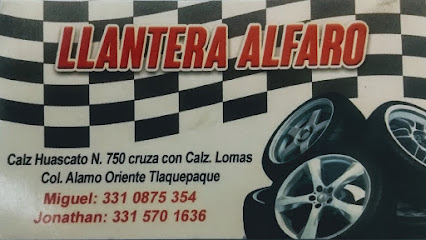 LLANTERA ALFARO
Calz Huascato N. 750 cruza con Calz. Lomas
Col. Alamo Oriente Tlaquepaque
Miguel: 331 0875 354
Jonathan: 331 570 1636